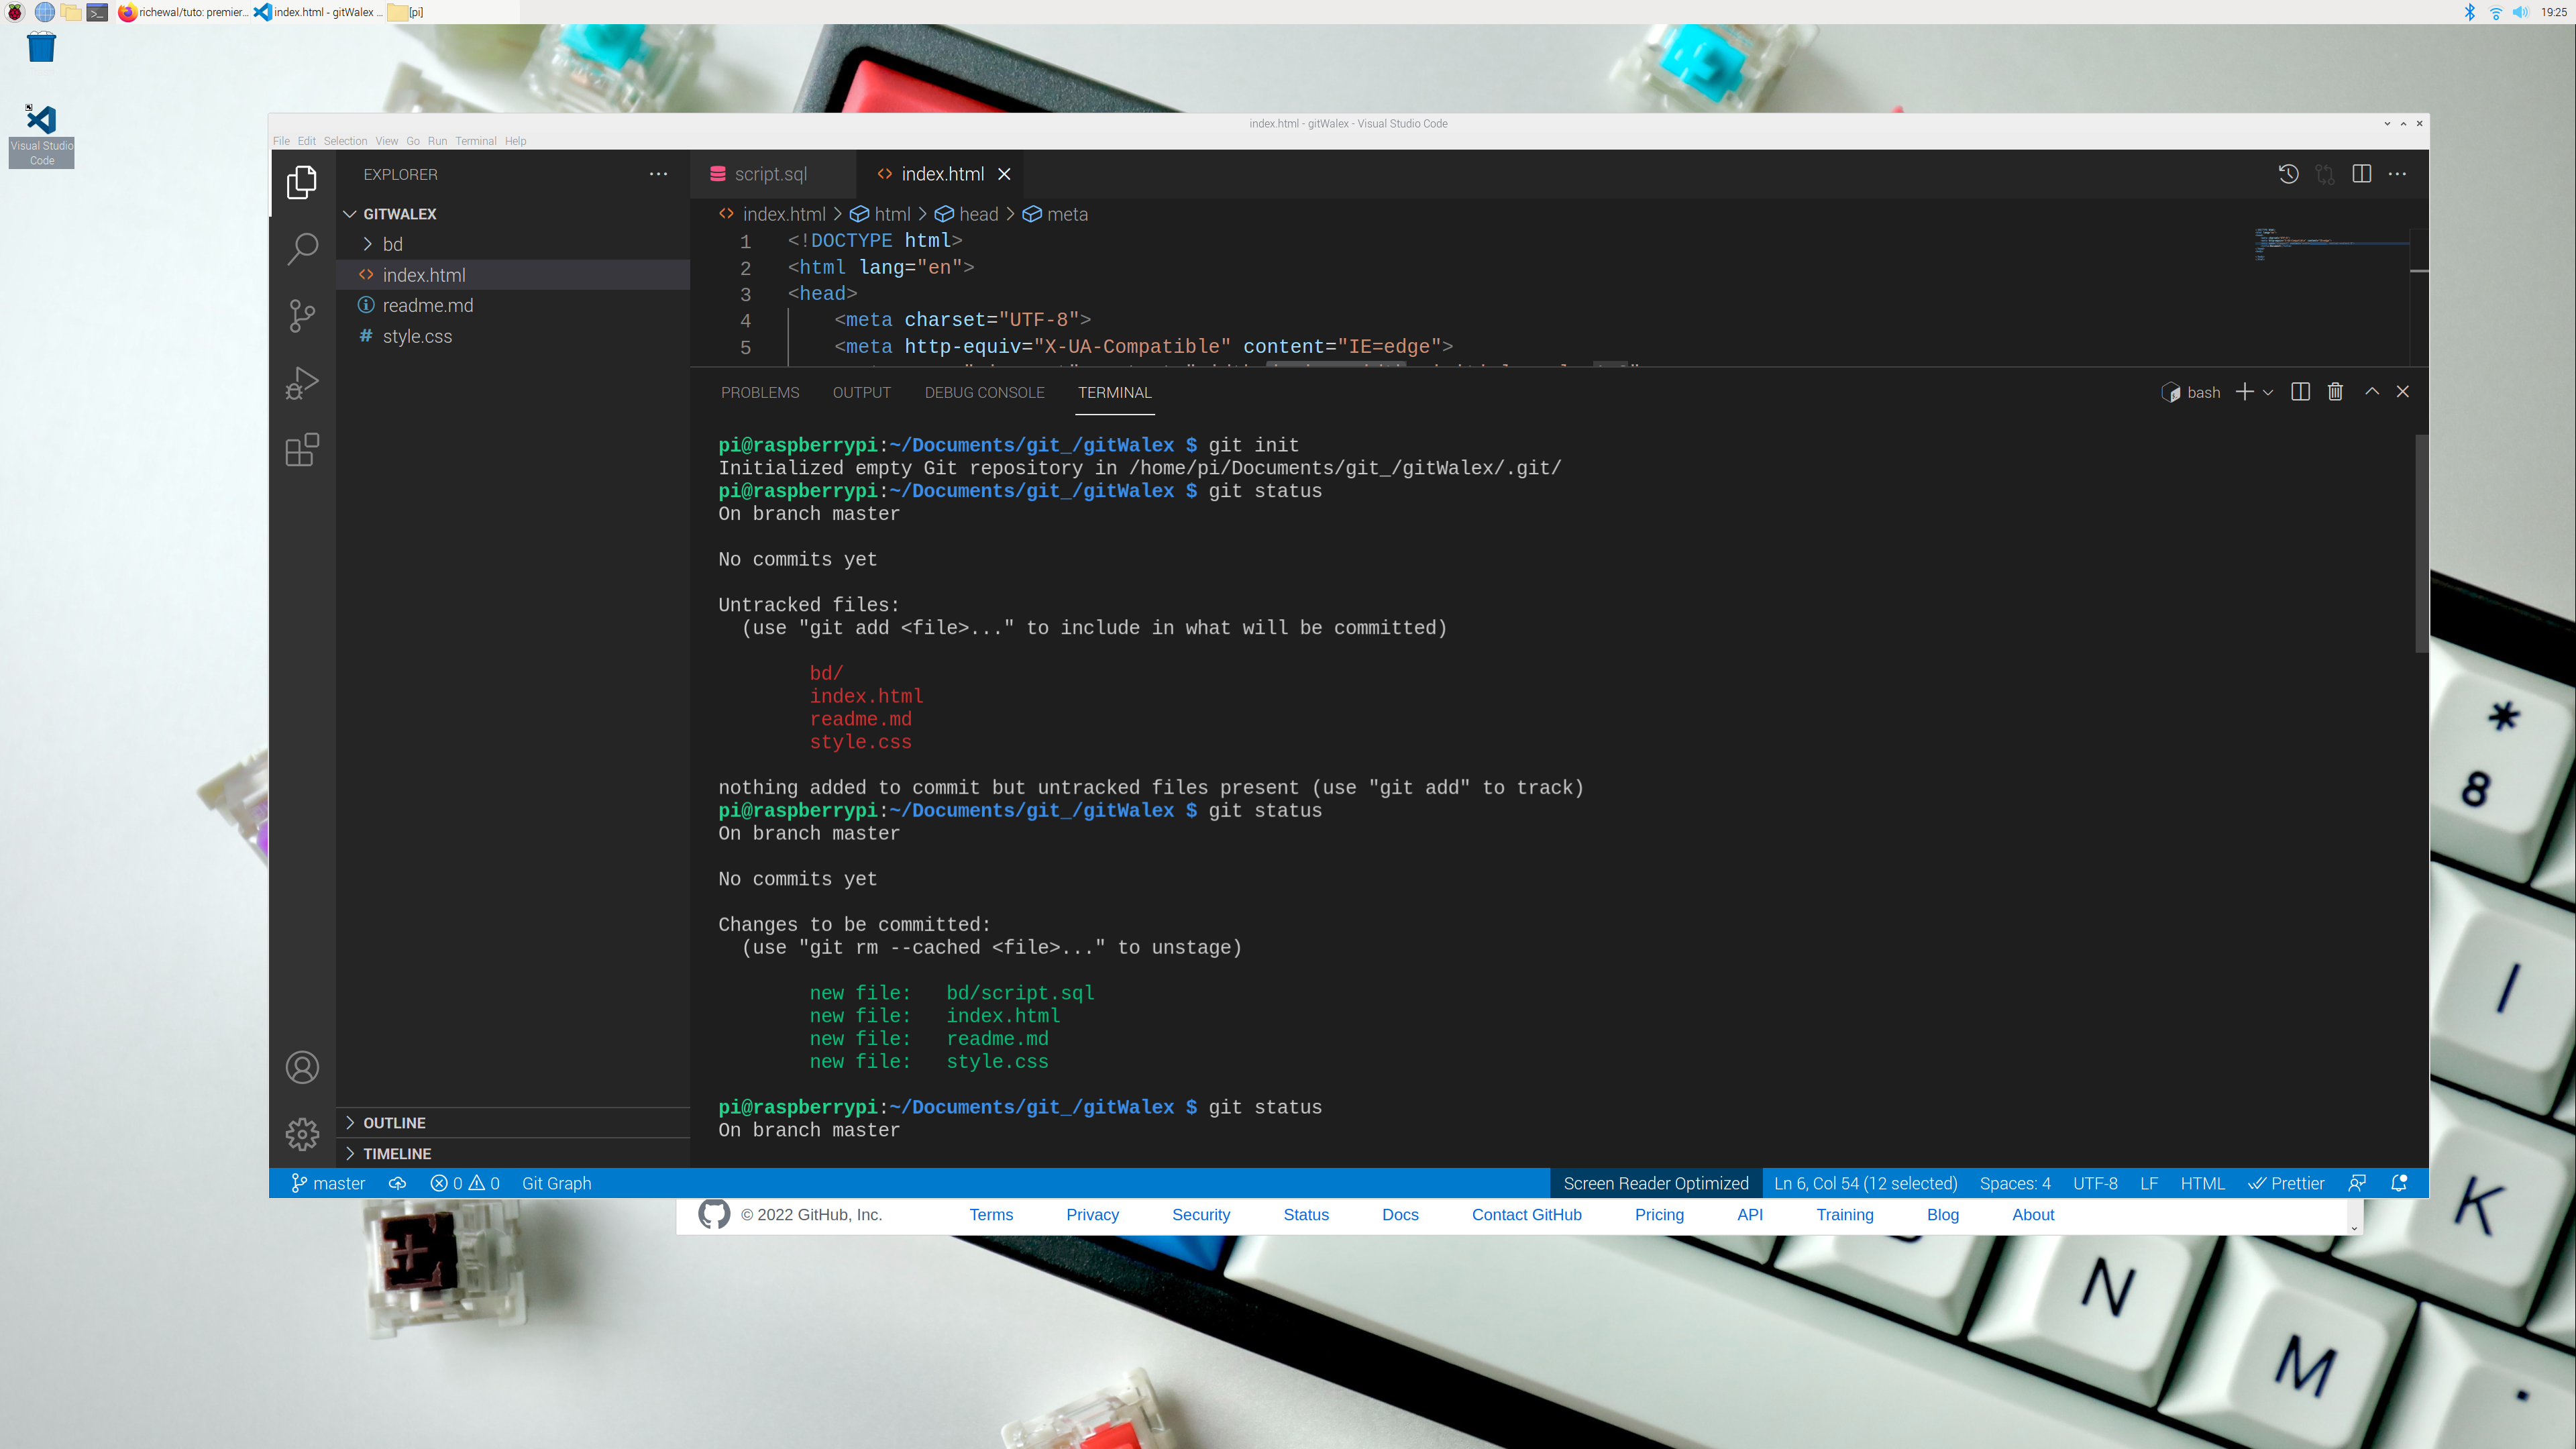 richewal/tuto: premier...
index.html - gitWalex ...
[pi]
19:25
Visual Studio
Code
index.html - gitWalex - Visual Studio Code
File Edit Selection View Go Run Terminal Help
EXPLORER
GITWALEX
bd
index.html
readme.md
style.css
OUTLINE
TIMELINE
script.sql
index.html
index.html > html > head > meta
1 <!DOCTYPE html>
2 <html lang="en">
3 <head>
4 <meta charset="UTF-8">
5 <meta http-equiv="X-UA-Compatible" content="IE=edge">
PROBLEMS OUTPUT DEBUG CONSOLE TERMINAL
bash
pi@raspberrypi:~/Documents/git_/gitWalex $ git init
Initialized empty Git repository in /home/pi/Documents/git_/gitWalex/.git/
pi@raspberrypi:~/Documents/git_/gitWalex $ git status
On branch master
No commits yet
Untracked files:
(use "git add <file>..." to include in what will be committed)
bd/
index.html
readme.md
style.css
nothing added to commit but untracked files present (use "git add" to track)
pi@raspberrypi:~/Documents/git_/gitWalex $ git status
On branch master
No commits yet
Changes to be committed:
(use "git rm --cached <file>..." to unstage)
new file: bd/script.sql
new file: index.html
new file: readme.md
new file: style.css
pi@raspberrypi:~/Documents/git_/gitWalex $ git status
On branch master
master 0 0 Git Graph
Screen Reader Optimized Ln 6, Col 54 (12 selected) Spaces: 4 UTF-8 LF HTML Prettier
© 2022 GitHub, Inc. Terms Privacy Security Status Docs Contact GitHub Pricing API Training Blog About
*
8
I
K
N
M